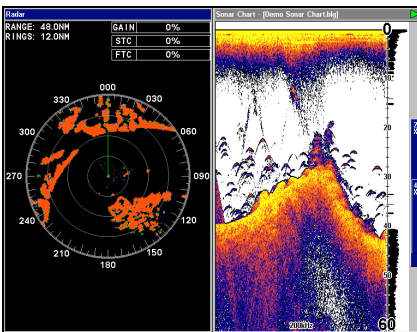 Radar
RANGE: 48.0NM
RINGS: 12.0NM
GAIN 0%
STC 0%
FTC 0%
000
030
060
090
120
150
180
210
240
270
300
330
Sonar Chart - [Demo Sonar Chart.blg]
0
10
20
30
40
50
60
200kHz